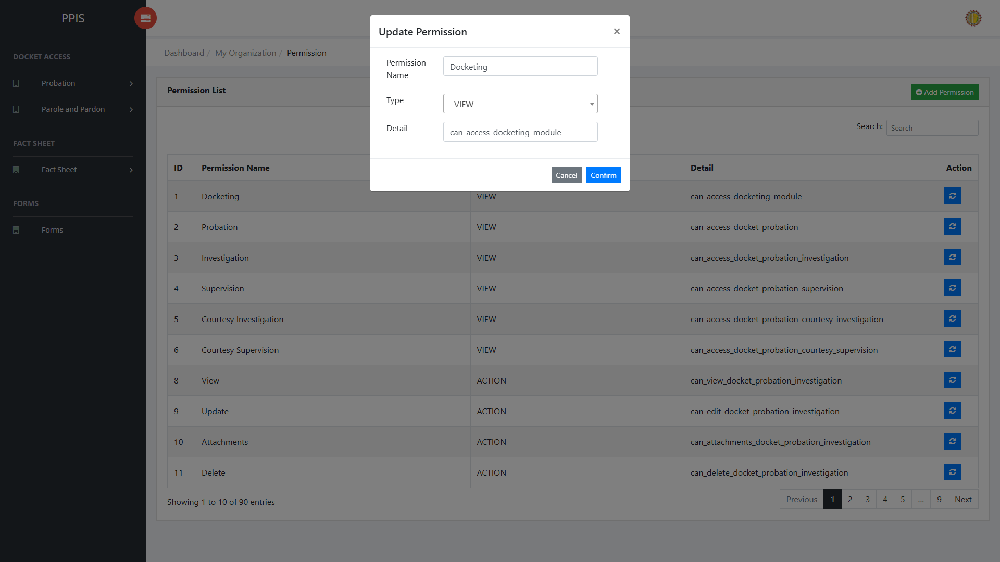 PPIS
DOCKET ACCESS
Probation
Parole and Pardon
FACT SHEET
Fact Sheet
FORMS
Forms
Dashboard / My Organization / Permission
Permission List
Add Permission
Search: Search
Update Permission ×
Permission Name Docketing
Type VIEW
Detail can_access_docketing_module
Cancel Confirm
ID Permission Name Detail Action
1 Docketing VIEW can_access_docketing_module
2 Probation VIEW can_access_docket_probation
3 Investigation VIEW can_access_docket_probation_investigation
4 Supervision VIEW can_access_docket_probation_supervision
5 Courtesy Investigation VIEW can_access_docket_probation_courtesy_investigation
6 Courtesy Supervision VIEW can_access_docket_probation_courtesy_supervision
8 View ACTION can_view_docket_probation_investigation
9 Update ACTION can_edit_docket_probation_investigation
10 Attachments ACTION can_attachments_docket_probation_investigation
11 Delete ACTION can_delete_docket_probation_investigation
Showing 1 to 10 of 90 entries
Previous 1 2 3 4 5 ... 9 Next